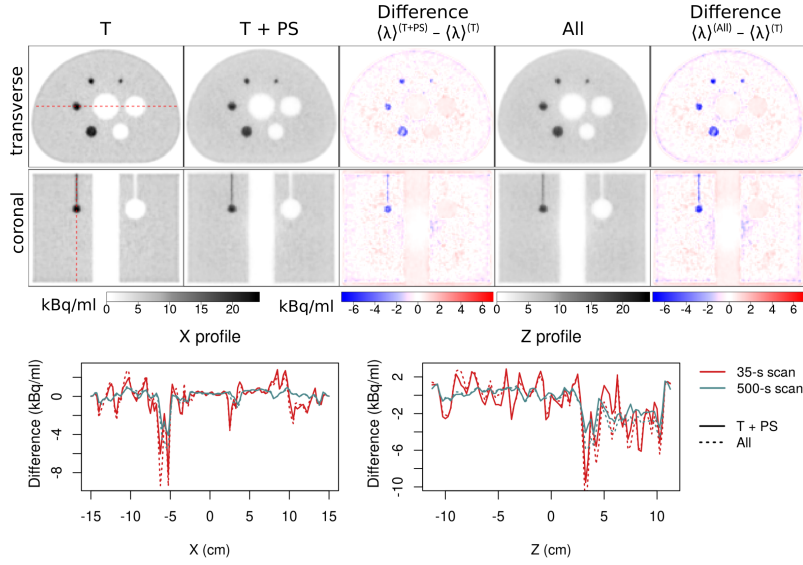 T
T + PS
Difference
⟨λ⟩(T+PS) − ⟨λ⟩(T)
All
Difference
⟨λ⟩(All) − ⟨λ⟩(T)
transverse
coronal
kBq/ml
0 5 10 15 20
kBq/ml
-6 -4 -2 0 2 4 6
0 5 10 15 20
-6 -4 -2 0 2 4 6
X profile
Difference (kBq/ml)
0
-4
-8
-15 -10 -5 0 5 10 15
X (cm)
Z profile
Difference (kBq/ml)
2
-2
-6
-10
-10 -5 0 5 10
Z (cm)
35-s scan
500-s scan
T + PS
All